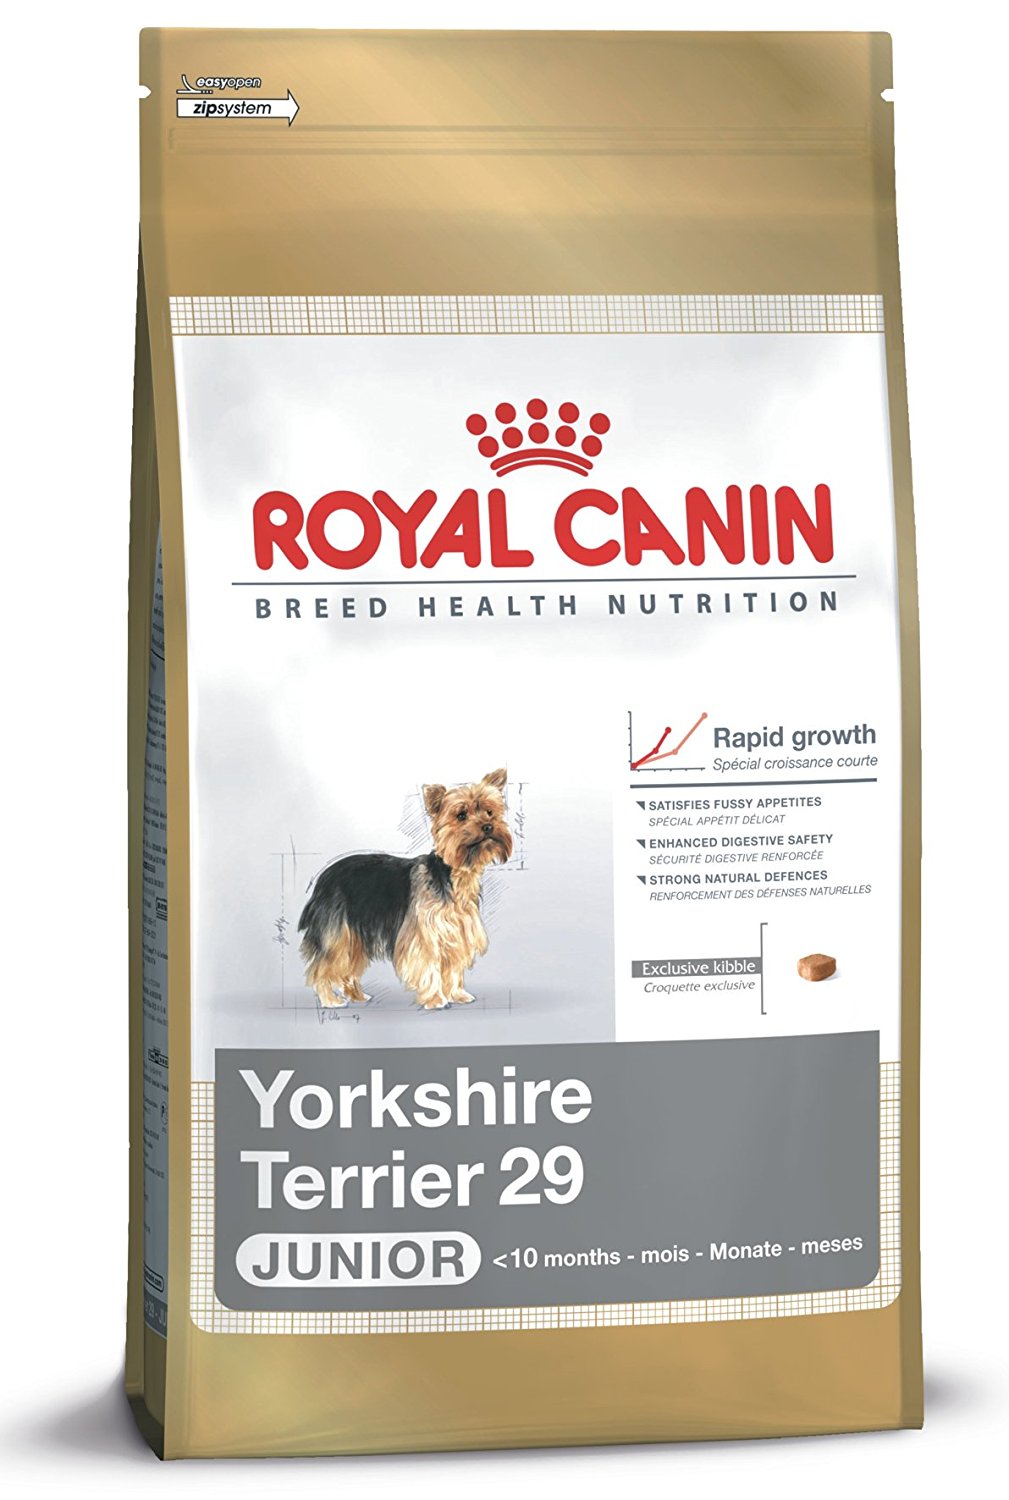 easyopen
zipsystem
ROYAL CANIN
BREED HEALTH NUTRITION
Rapid growth
Spécial croissance courte
SATISFIES FUSSY APPETITES
SPÉCIAL APPÉTIT DÉLICAT
ENHANCED DIGESTIVE SAFETY
SÉCURITÉ DIGESTIVE RENFORCÉE
STRONG NATURAL DEFENCES
RENFORCEMENT DES DÉFENSES NATURELLES
Exclusive kibble
Croquette exclusive
Yorkshire
Terrier 29
JUNIOR <10 months - mois - Monate - meses